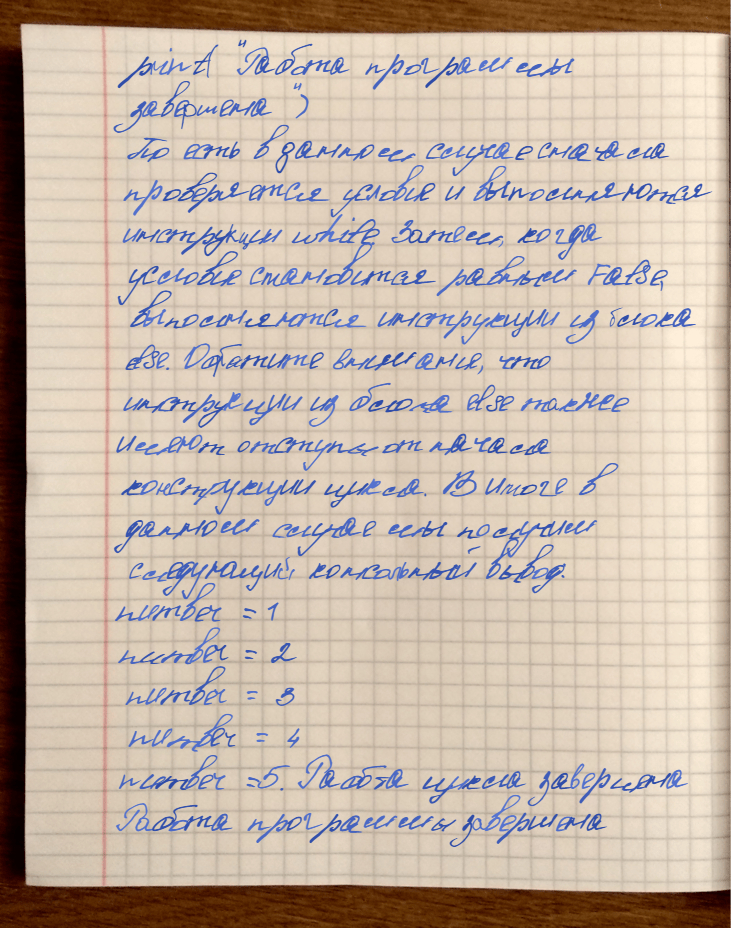 print("Работа программы
завершена")
То есть в данном случае сначала
проверяется условие и выполняются
инструкции while. Затем, когда
условие становится равным False,
выполняются инструкции из блока
else. Обратите внимание, что
инструкции из блока else также
имеют отступы от начала
конструкции цикла. В итоге в
данном случае мы получим
следующий консольный вывод.
number = 1
number = 2
number = 3
number = 4
number = 5. Работа цикла завершена
Работа программы завершена